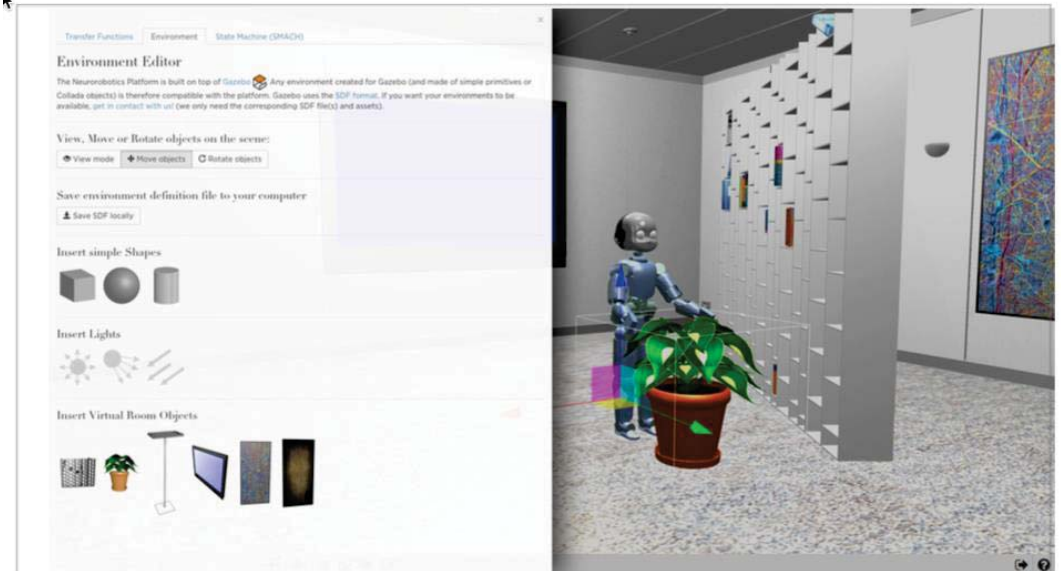 Transfer Functions Environment State Machine (SMACH)
Environment Editor
The Neurorobotics Platform is built on top of Gazebo Any environment created for Gazebo (and made of simple primitives or
Collada objects) is therefore compatible with the platform. Gazebo uses the SDF format. If you want your environments to be
available, get in contact with us! (we only need the corresponding SDF file(s) and assets).
View, Move or Rotate objects on the scene:
View mode Move objects Rotate objects
Save environment definition file to your computer
Save SDF locally
Insert simple Shapes
Insert Lights
Insert Virtual Room Objects